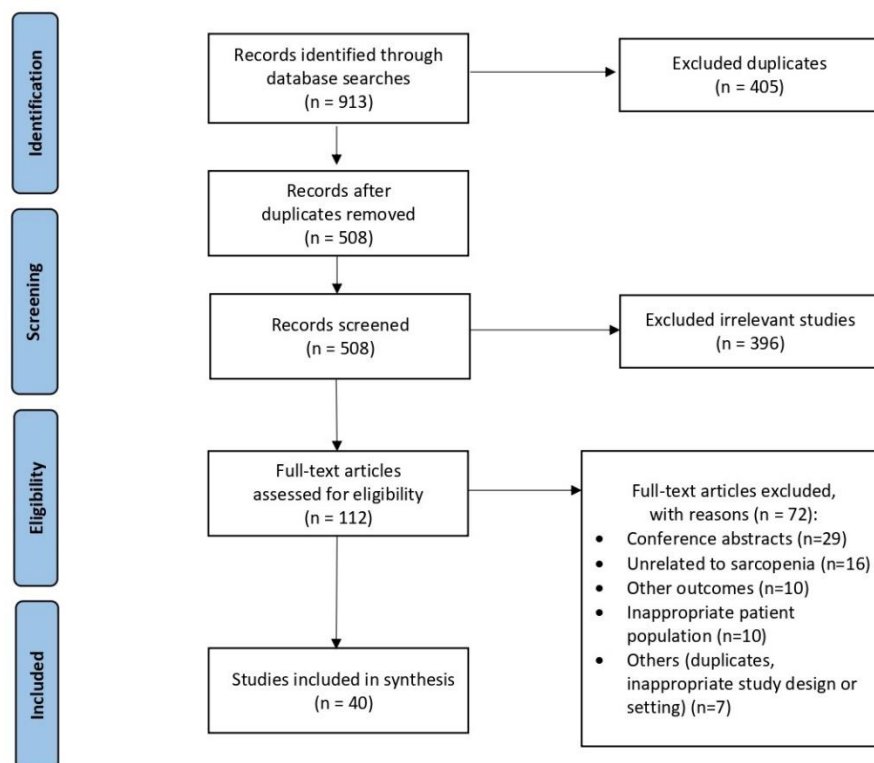 Identification
Records identified through
database searches
(n = 913)
Excluded duplicates
(n = 405)
Records after
duplicates removed
(n = 508)
Screening
Records screened
(n = 508)
Excluded irrelevant studies
(n = 396)
Eligibility
Full-text articles
assessed for eligibility
(n = 112)
Full-text articles excluded,
with reasons (n = 72):
• Conference abstracts (n=29)
• Unrelated to sarcopenia (n=16)
• Other outcomes (n=10)
• Inappropriate patient
population (n=10)
• Others (duplicates,
inappropriate study design or
setting) (n=7)
Included
Studies included in synthesis
(n = 40)